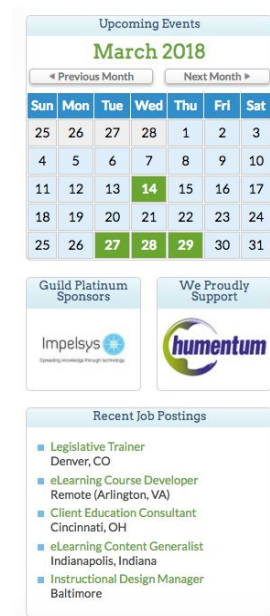 Upcoming Events
March 2018
◄ Previous Month
Next Month ►
Sun Mon Tue Wed Thu Fri Sat
25 26 27 28 1 2 3
4 5 6 7 8 9 10
11 12 13 14 15 16 17
18 19 20 21 22 23 24
25 26 27 28 29 30 31
Guild Platinum
Sponsors
Impelsys
Spreading knowledge through technology
We Proudly
Support
humentum
Recent Job Postings
Legislative Trainer
Denver, CO
eLearning Course Developer
Remote (Arlington, VA)
Client Education Consultant
Cincinnati, OH
eLearning Content Generalist
Indianapolis, Indiana
Instructional Design Manager
Baltimore